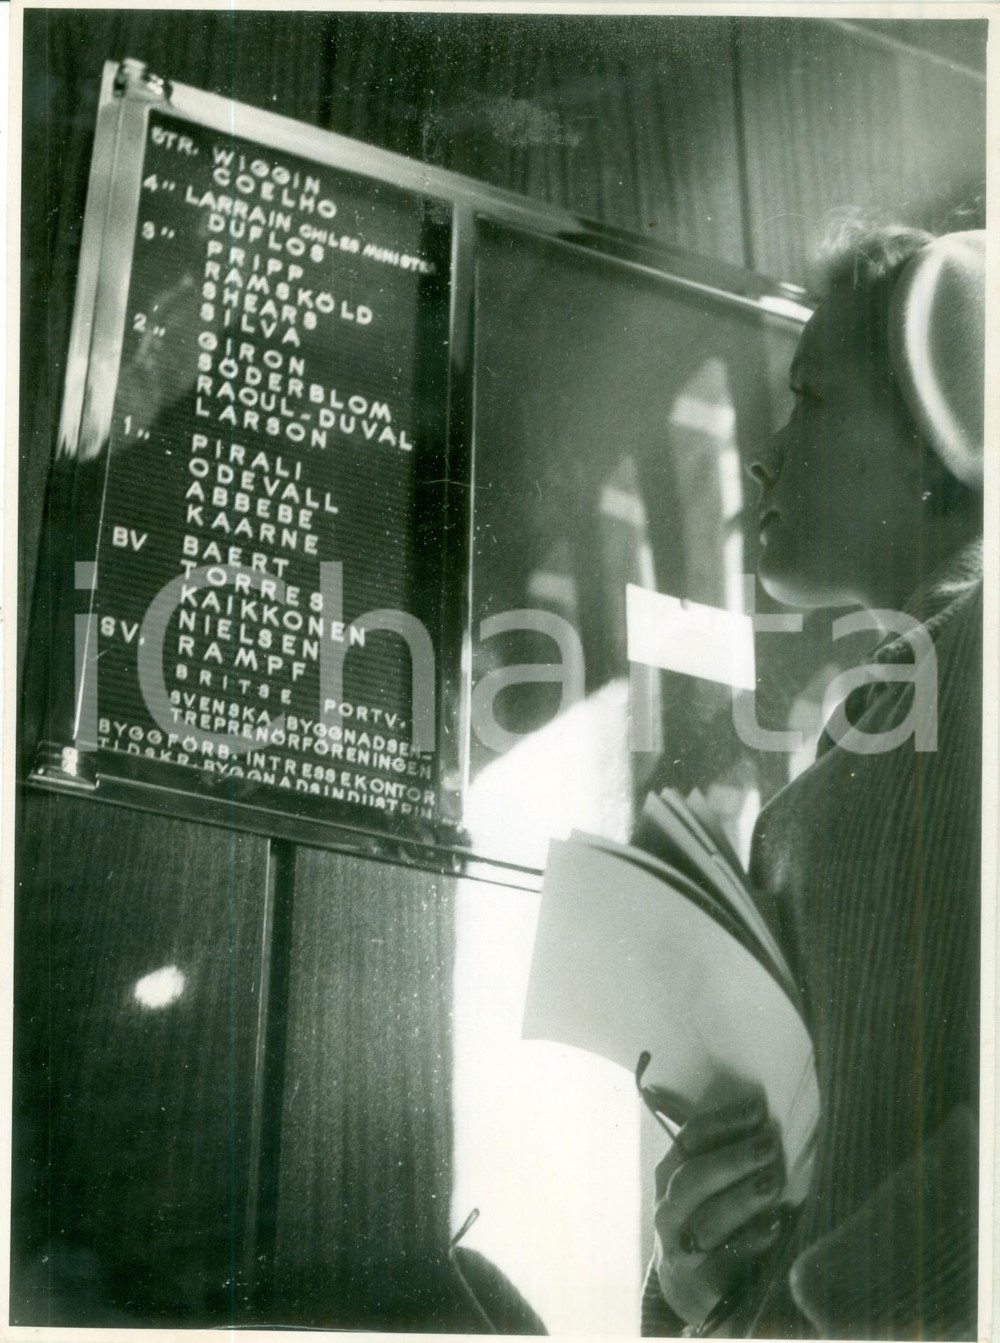 5TR. WIGGIN
COELHO
4" LARRAIN CHILES MINISTER
DUFLOS
3" PRIPP
RAMSKÖLD
SHEARS
SILVA
2" GIRON
SÖDERBLOM
RAOUL-DUVAL
LARSON
1" PIRALI
ODEVALL
ABBEBE
KAARNE
BV BAERT
TORRES
KAIKKONEN
SV. NIELSEN
RAMPF
BRITSE PORTV.
SVENSKA BYGGNADSEN-
TREPRENÖRFÖRENINGEN
BYGGFÖRB. INTRESSEKONTOR
TIDSKR. BYGGNADSINDUSTRIN
iCharta